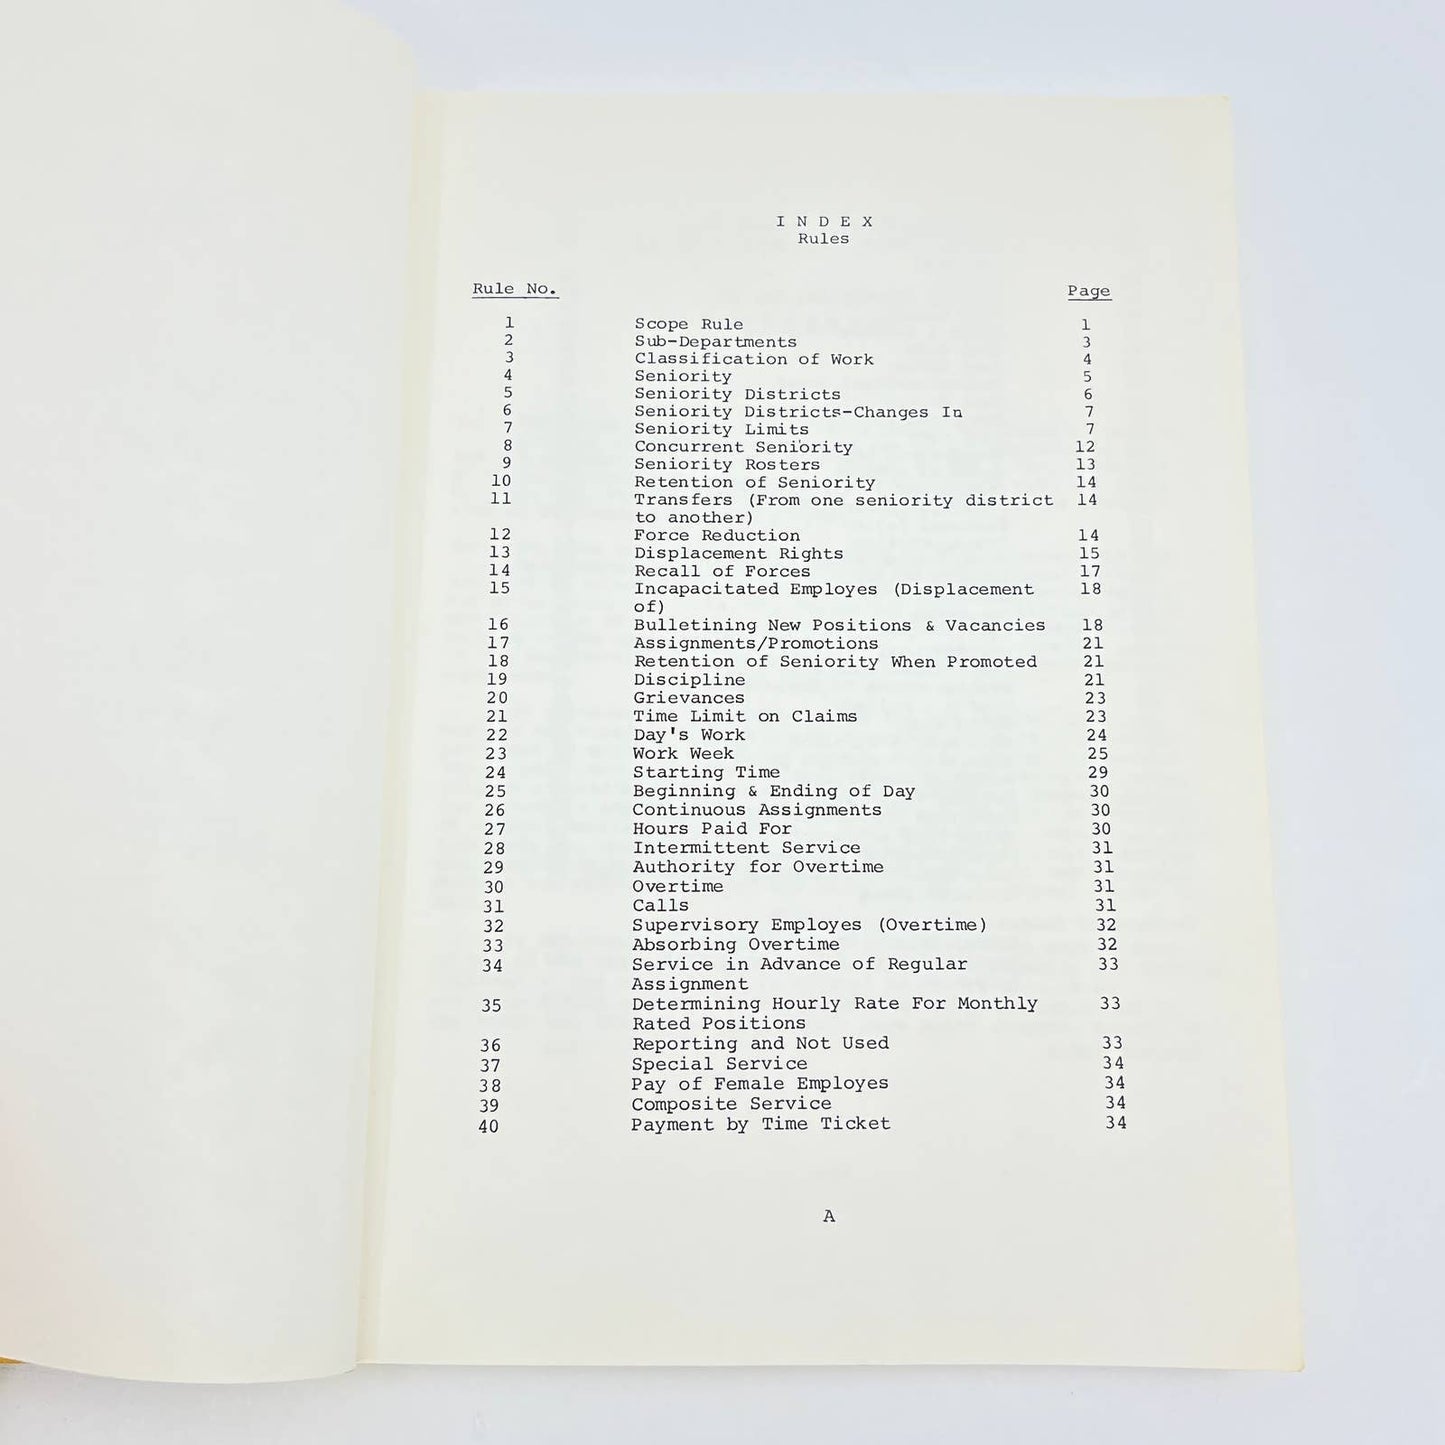 I N D E X
Rules
Rule No. Page
1 Scope Rule 1
2 Sub-Departments 3
3 Classification of Work 4
4 Seniority 5
5 Seniority Districts 6
6 Seniority Districts-Changes In 7
7 Seniority Limits 7
8 Concurrent Seniority 12
9 Seniority Rosters 13
10 Retention of Seniority 14
11 Transfers (From one seniority district 14
to another)
12 Force Reduction 14
13 Displacement Rights 15
14 Recall of Forces 17
15 Incapacitated Employes (Displacement 18
of)
16 Bulletining New Positions & Vacancies 18
17 Assignments/Promotions 21
18 Retention of Seniority When Promoted 21
19 Discipline 21
20 Grievances 23
21 Time Limit on Claims 23
22 Day's Work 24
23 Work Week 25
24 Starting Time 29
25 Beginning & Ending of Day 30
26 Continuous Assignments 30
27 Hours Paid For 30
28 Intermittent Service 31
29 Authority for Overtime 31
30 Overtime 31
31 Calls 31
32 Supervisory Employes (Overtime) 32
33 Absorbing Overtime 32
34 Service in Advance of Regular 33
Assignment
35 Determining Hourly Rate For Monthly 33
Rated Positions
36 Reporting and Not Used 33
37 Special Service 34
38 Pay of Female Employes 34
39 Composite Service 34
40 Payment by Time Ticket 34
A